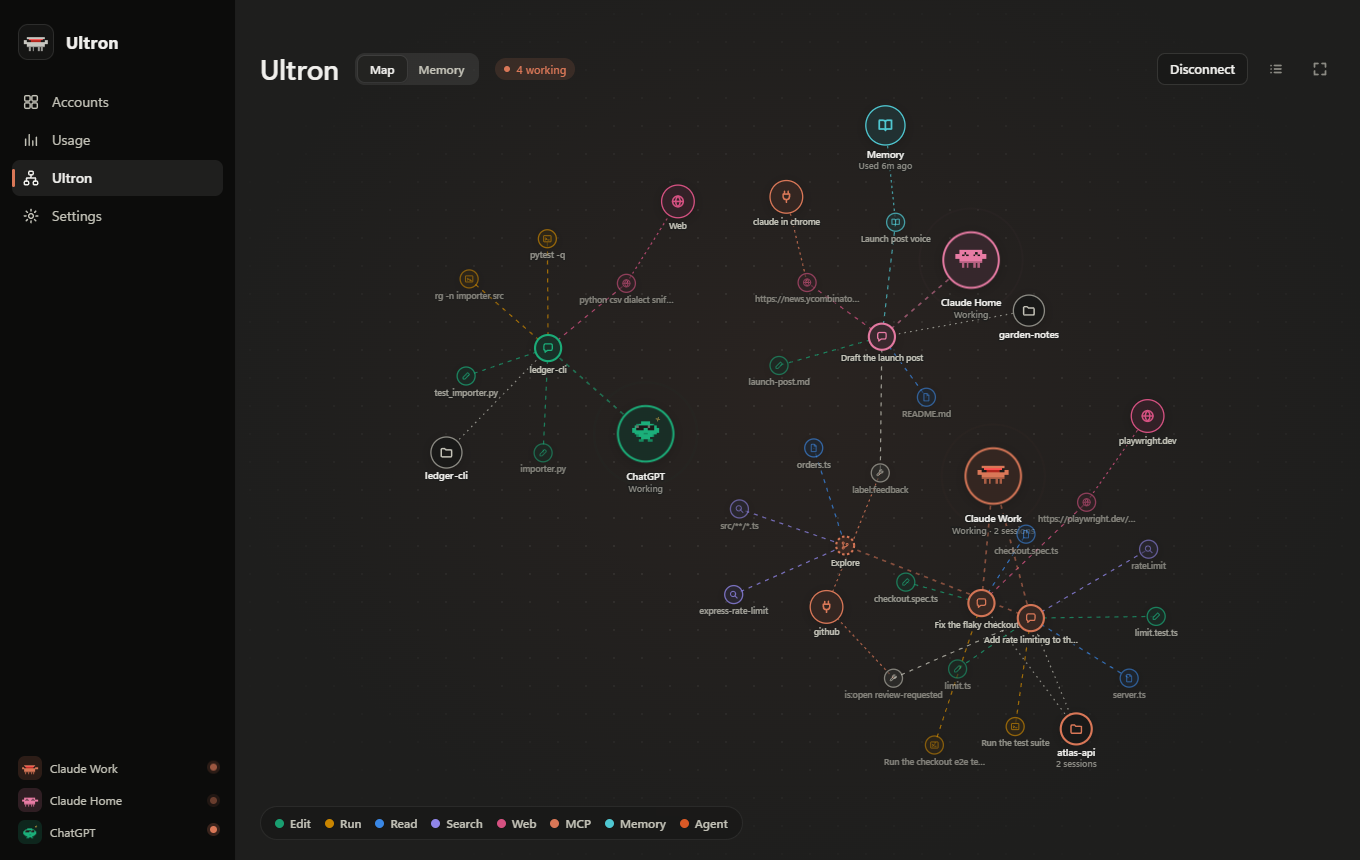 Ultron
Accounts
Usage
Ultron
Settings
Claude Work
Claude Home
ChatGPT
Ultron
Map
Memory
4 working
Disconnect
Memory
Used 6m ago
Web
claude in chrome
Launch post voice
pytest -q
rg -n importer.src
python csv dialect snif...
https://news.ycombinato...
Claude Home
Working.
garden-notes
Draft the launch post
ledger-cli
test_importer.py
launch-post.md
README.md
ledger-cli
importer.py
ChatGPT
Working
orders.ts
label:feedback
playwright.dev
src/**/*.ts
Claude Work
Working · 2 sessions
https://playwright.dev/...
checkout.spec.ts
rateLimit
Explore
express-rate-limit
checkout.spec.ts
github
Fix the flaky checkout
Add rate limiting to th...
limit.test.ts
is:open review-requested
limit.ts
server.ts
Run the test suite
Run the checkout e2e te...
atlas-api
2 sessions
Edit
Run
Read
Search
Web
MCP
Memory
Agent